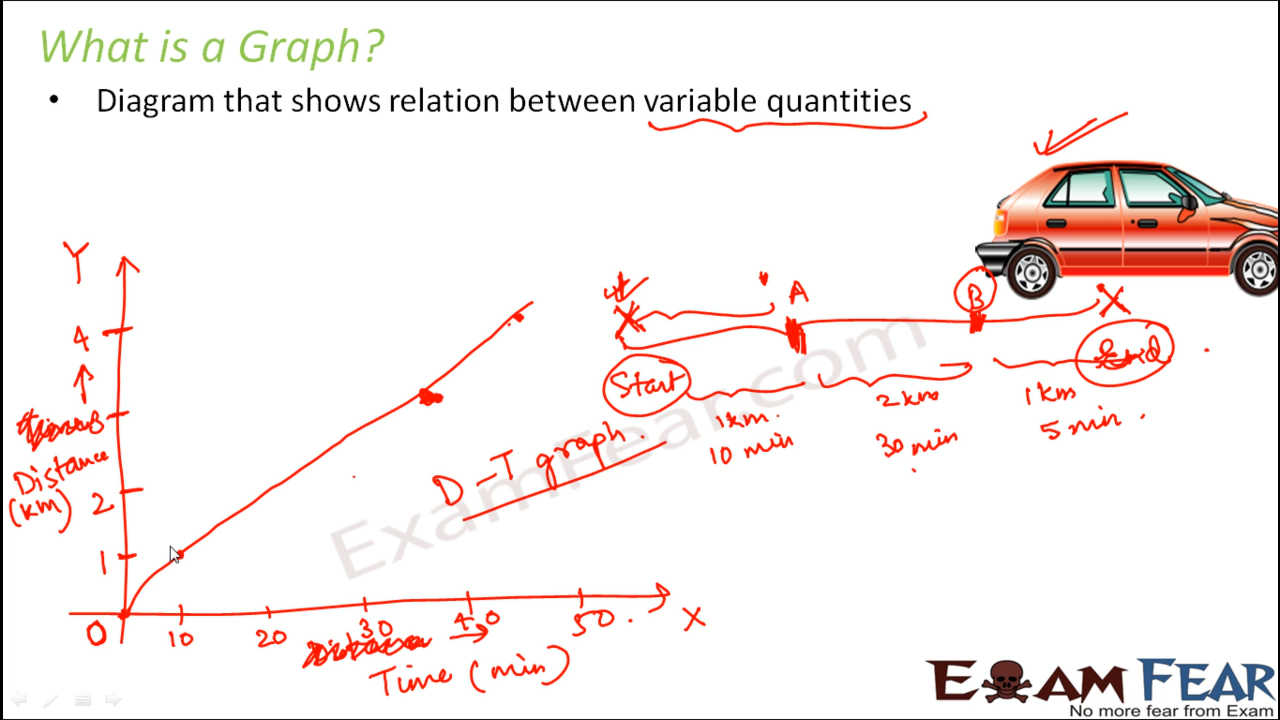 What is a Graph?
• Diagram that shows relation between variable quantities
Y
4
3
Distance
(km)
2
1
0
10
20
30
40
50.
X
Time (min)
D-T graph.
A
B
X
X
Start
End
1km.
10 min
2 km
30 min
1 km
5 min.
ExamFear.com
EXAM FEAR
No more fear from Exam